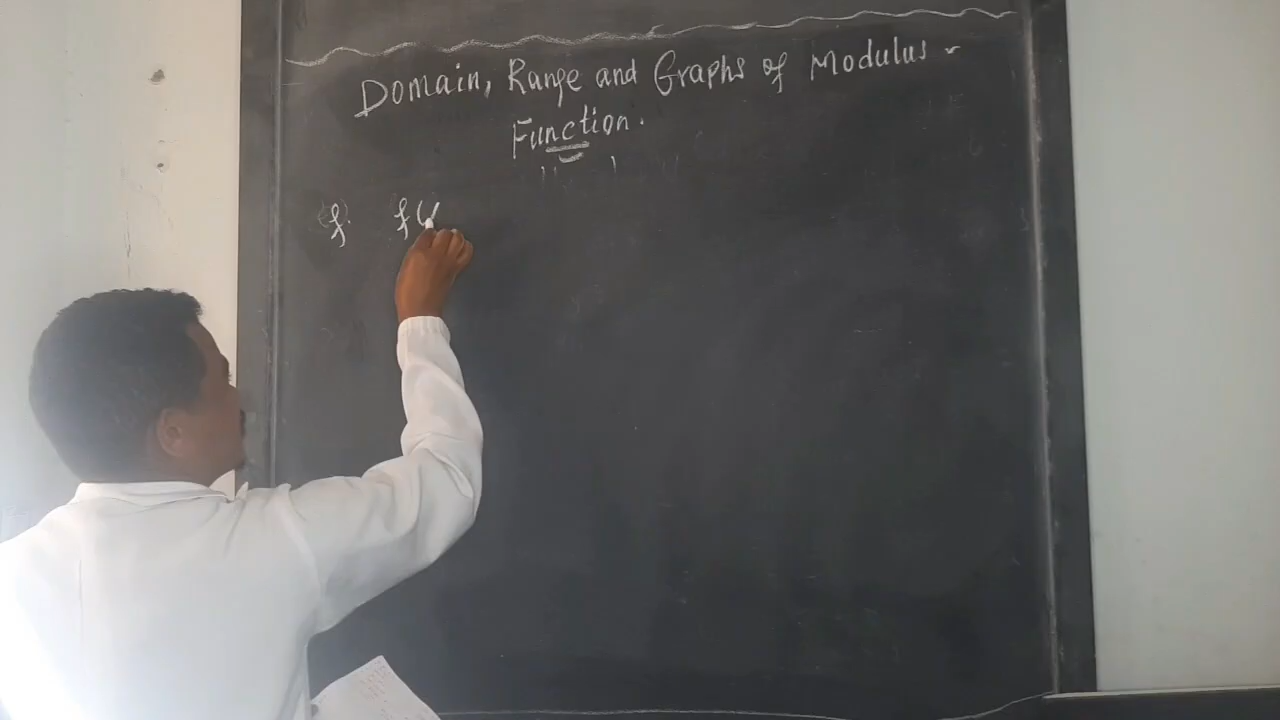 Domain, Range and Graphs of Modulus -
Function.
f. f(